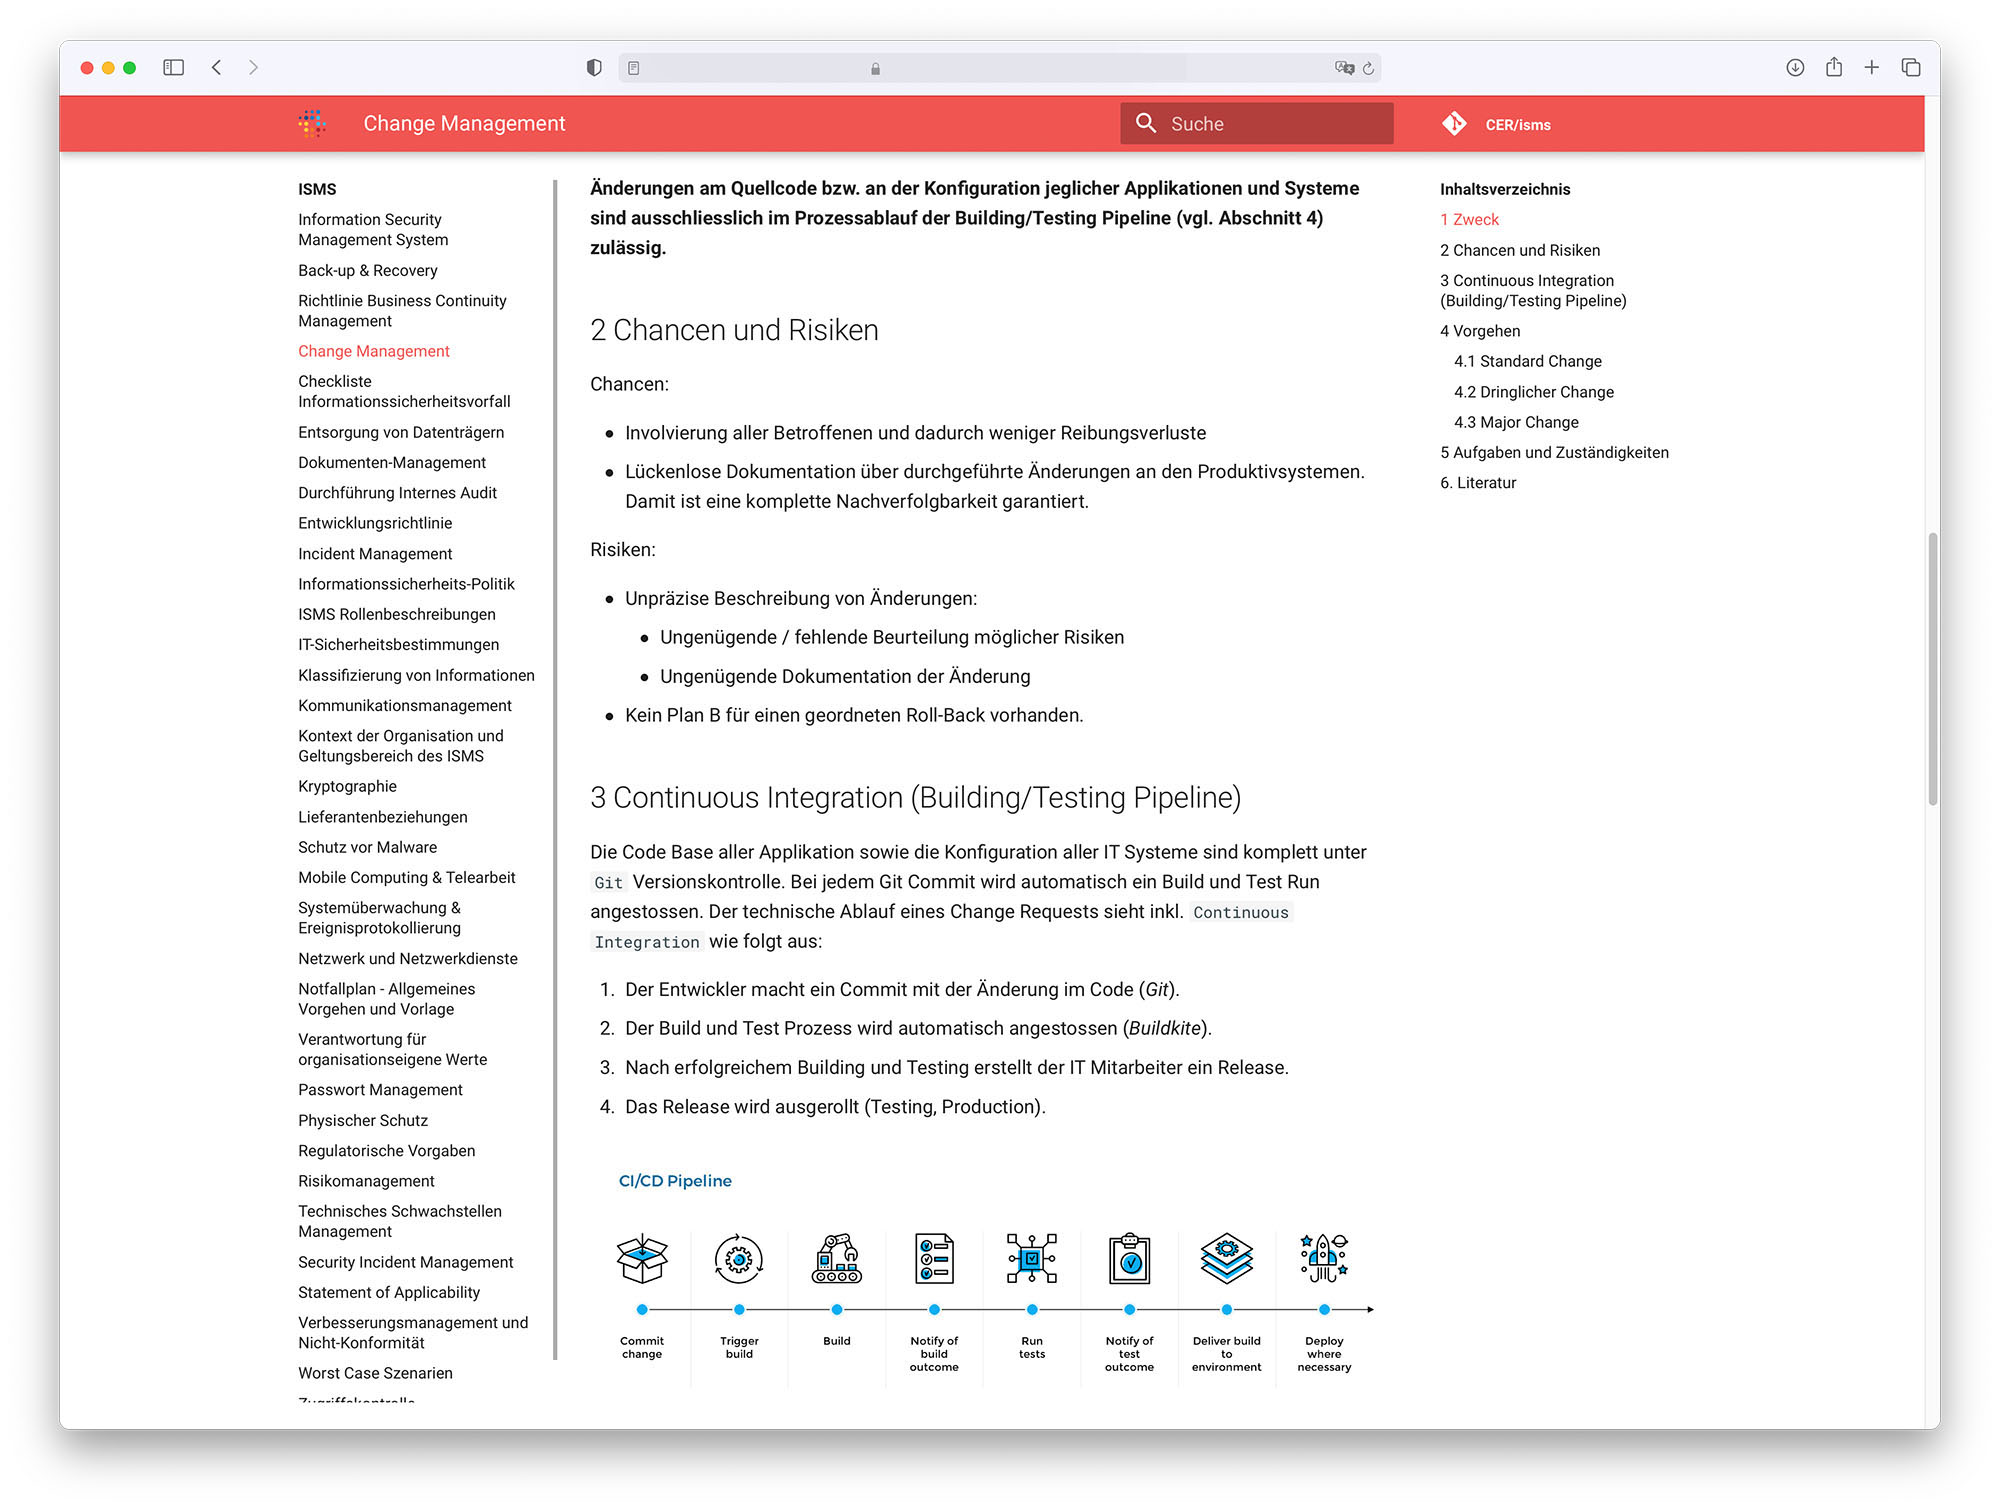 Change Management
Suche
CER/isms
ISMS
Information Security
Management System
Back-up & Recovery
Richtlinie Business Continuity
Management
Change Management
Checkliste
Informationssicherheitsvorfall
Entsorgung von Datenträgern
Dokumenten-Management
Durchführung Internes Audit
Entwicklungsrichtlinie
Incident Management
Informationssicherheits-Politik
ISMS Rollenbeschreibungen
IT-Sicherheitsbestimmungen
Klassifizierung von Informationen
Kommunikationsmanagement
Kontext der Organisation und
Geltungsbereich des ISMS
Kryptographie
Lieferantenbeziehungen
Schutz vor Malware
Mobile Computing & Telearbeit
Systemüberwachung &
Ereignisprotokollierung
Netzwerk und Netzwerkdienste
Notfallplan - Allgemeines
Vorgehen und Vorlage
Verantwortung für
organisationseigene Werte
Passwort Management
Physischer Schutz
Regulatorische Vorgaben
Risikomanagement
Technisches Schwachstellen
Management
Security Incident Management
Statement of Applicability
Verbesserungsmanagement und
Nicht-Konformität
Worst Case Szenarien
Änderungen am Quellcode bzw. an der Konfiguration jeglicher Applikationen und Systeme
sind ausschliesslich im Prozessablauf der Building/Testing Pipeline (vgl. Abschnitt 4)
zulässig.
2 Chancen und Risiken
Chancen:
• Involvierung aller Betroffenen und dadurch weniger Reibungsverluste
• Lückenlose Dokumentation über durchgeführte Änderungen an den Produktivsystemen.
Damit ist eine komplette Nachverfolgbarkeit garantiert.
Risiken:
• Unpräzise Beschreibung von Änderungen:
• Ungenügende / fehlende Beurteilung möglicher Risiken
• Ungenügende Dokumentation der Änderung
• Kein Plan B für einen geordneten Roll-Back vorhanden.
3 Continuous Integration (Building/Testing Pipeline)
Die Code Base aller Applikation sowie die Konfiguration aller IT Systeme sind komplett unter
Git Versionskontrolle. Bei jedem Git Commit wird automatisch ein Build und Test Run
angestossen. Der technische Ablauf eines Change Requests sieht inkl. Continuous
Integration wie folgt aus:
1. Der Entwickler macht ein Commit mit der Änderung im Code (Git).
2. Der Build und Test Prozess wird automatisch angestossen (Buildkite).
3. Nach erfolgreichem Building und Testing erstellt der IT Mitarbeiter ein Release.
4. Das Release wird ausgerollt (Testing, Production).
CI/CD Pipeline
Commit
change
Trigger
build
Build
Notify of
build
outcome
Run
tests
Notify of
test
outcome
Deliver build
to
environment
Deploy
where
necessary
Inhaltsverzeichnis
1 Zweck
2 Chancen und Risiken
3 Continuous Integration
(Building/Testing Pipeline)
4 Vorgehen
4.1 Standard Change
4.2 Dringlicher Change
4.3 Major Change
5 Aufgaben und Zuständigkeiten
6. Literatur